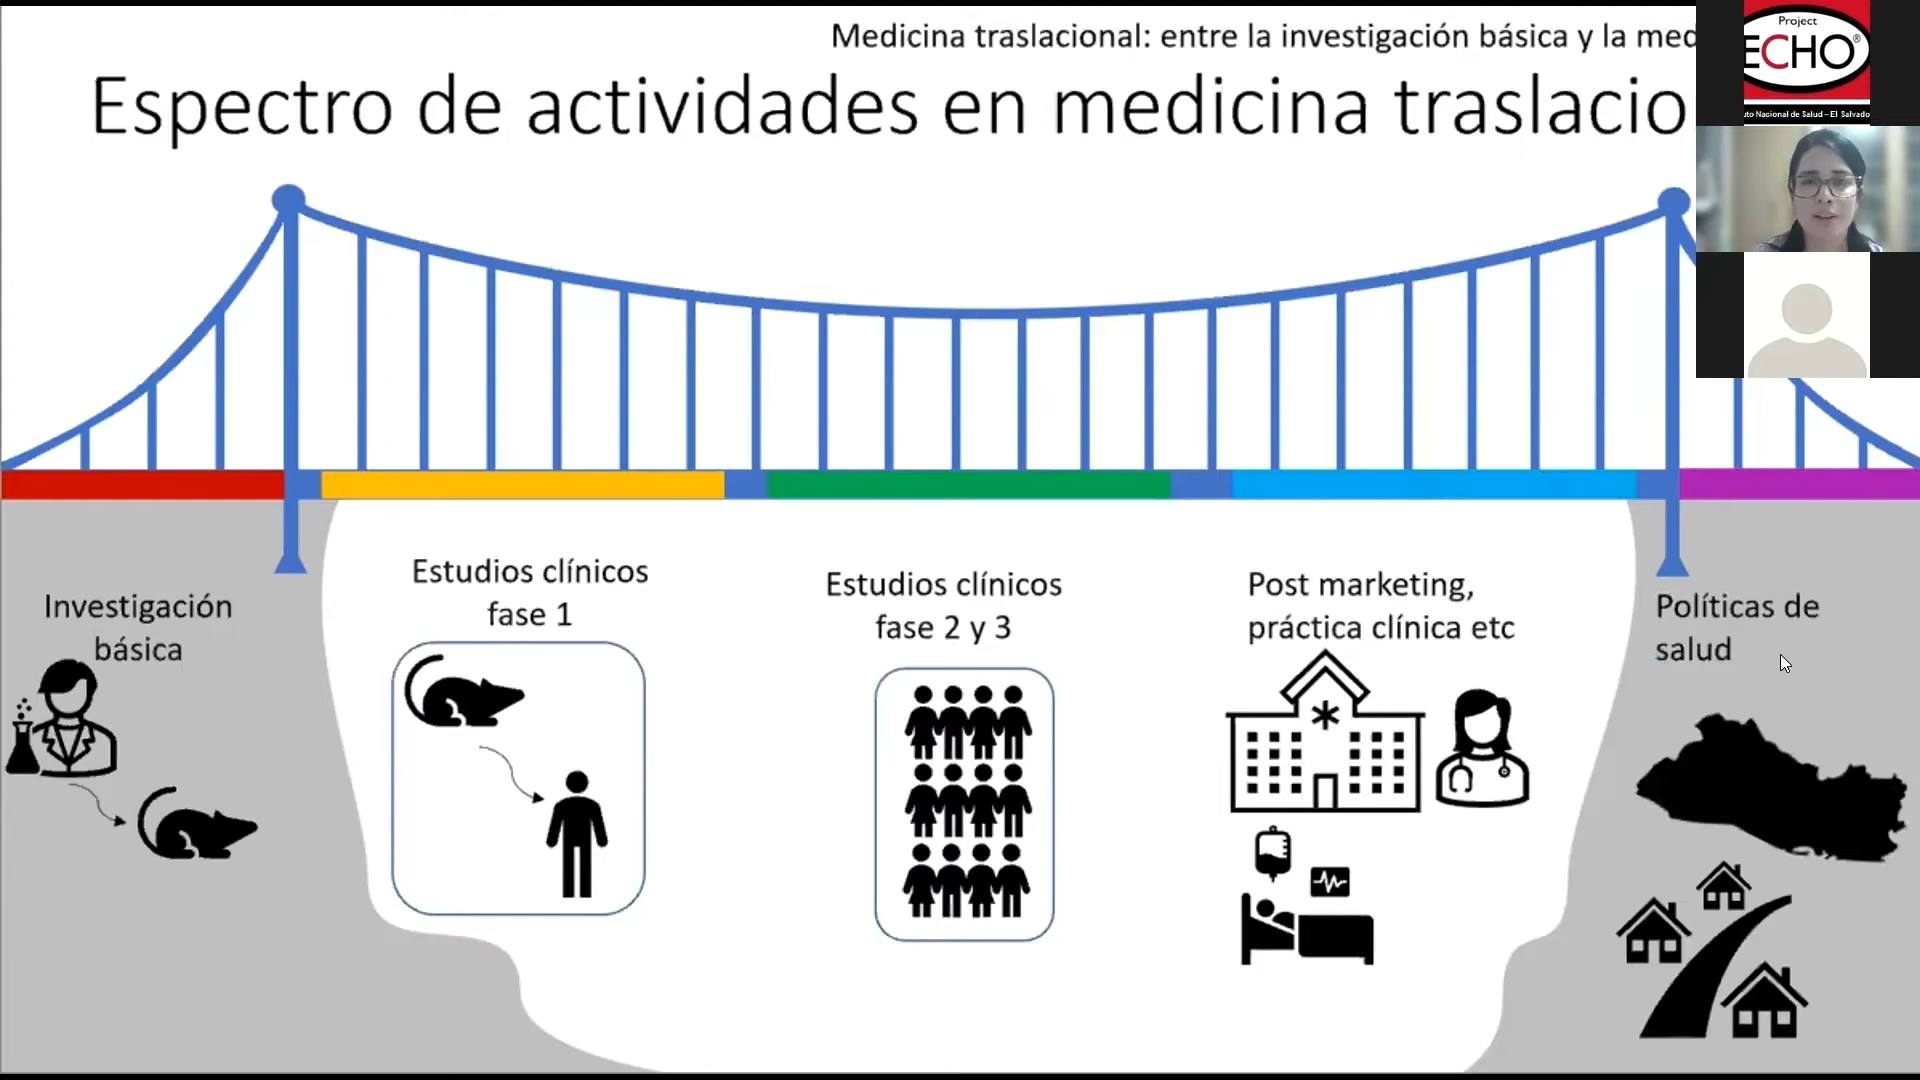 Medicina traslacional: entre la investigación básica y la med
Espectro de actividades en medicina traslacio
Project
ECHO®
uto Nacional de Salud – El Salvado
Investigación
básica
Estudios clínicos
fase 1
Estudios clínicos
fase 2 y 3
Post marketing,
práctica clínica etc
Políticas de
salud